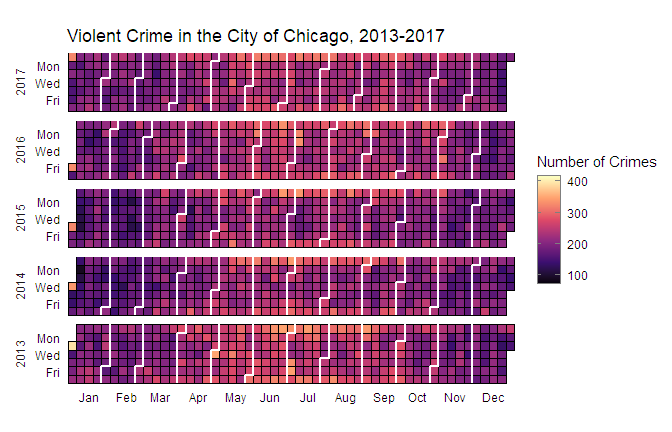 Violent Crime in the City of Chicago, 2013-2017
2017
Mon
Wed
Fri
2016
Mon
Wed
Fri
2015
Mon
Wed
Fri
2014
Mon
Wed
Fri
2013
Mon
Wed
Fri
Jan Feb Mar Apr May Jun Jul Aug Sep Oct Nov Dec
Number of Crimes
400
300
200
100